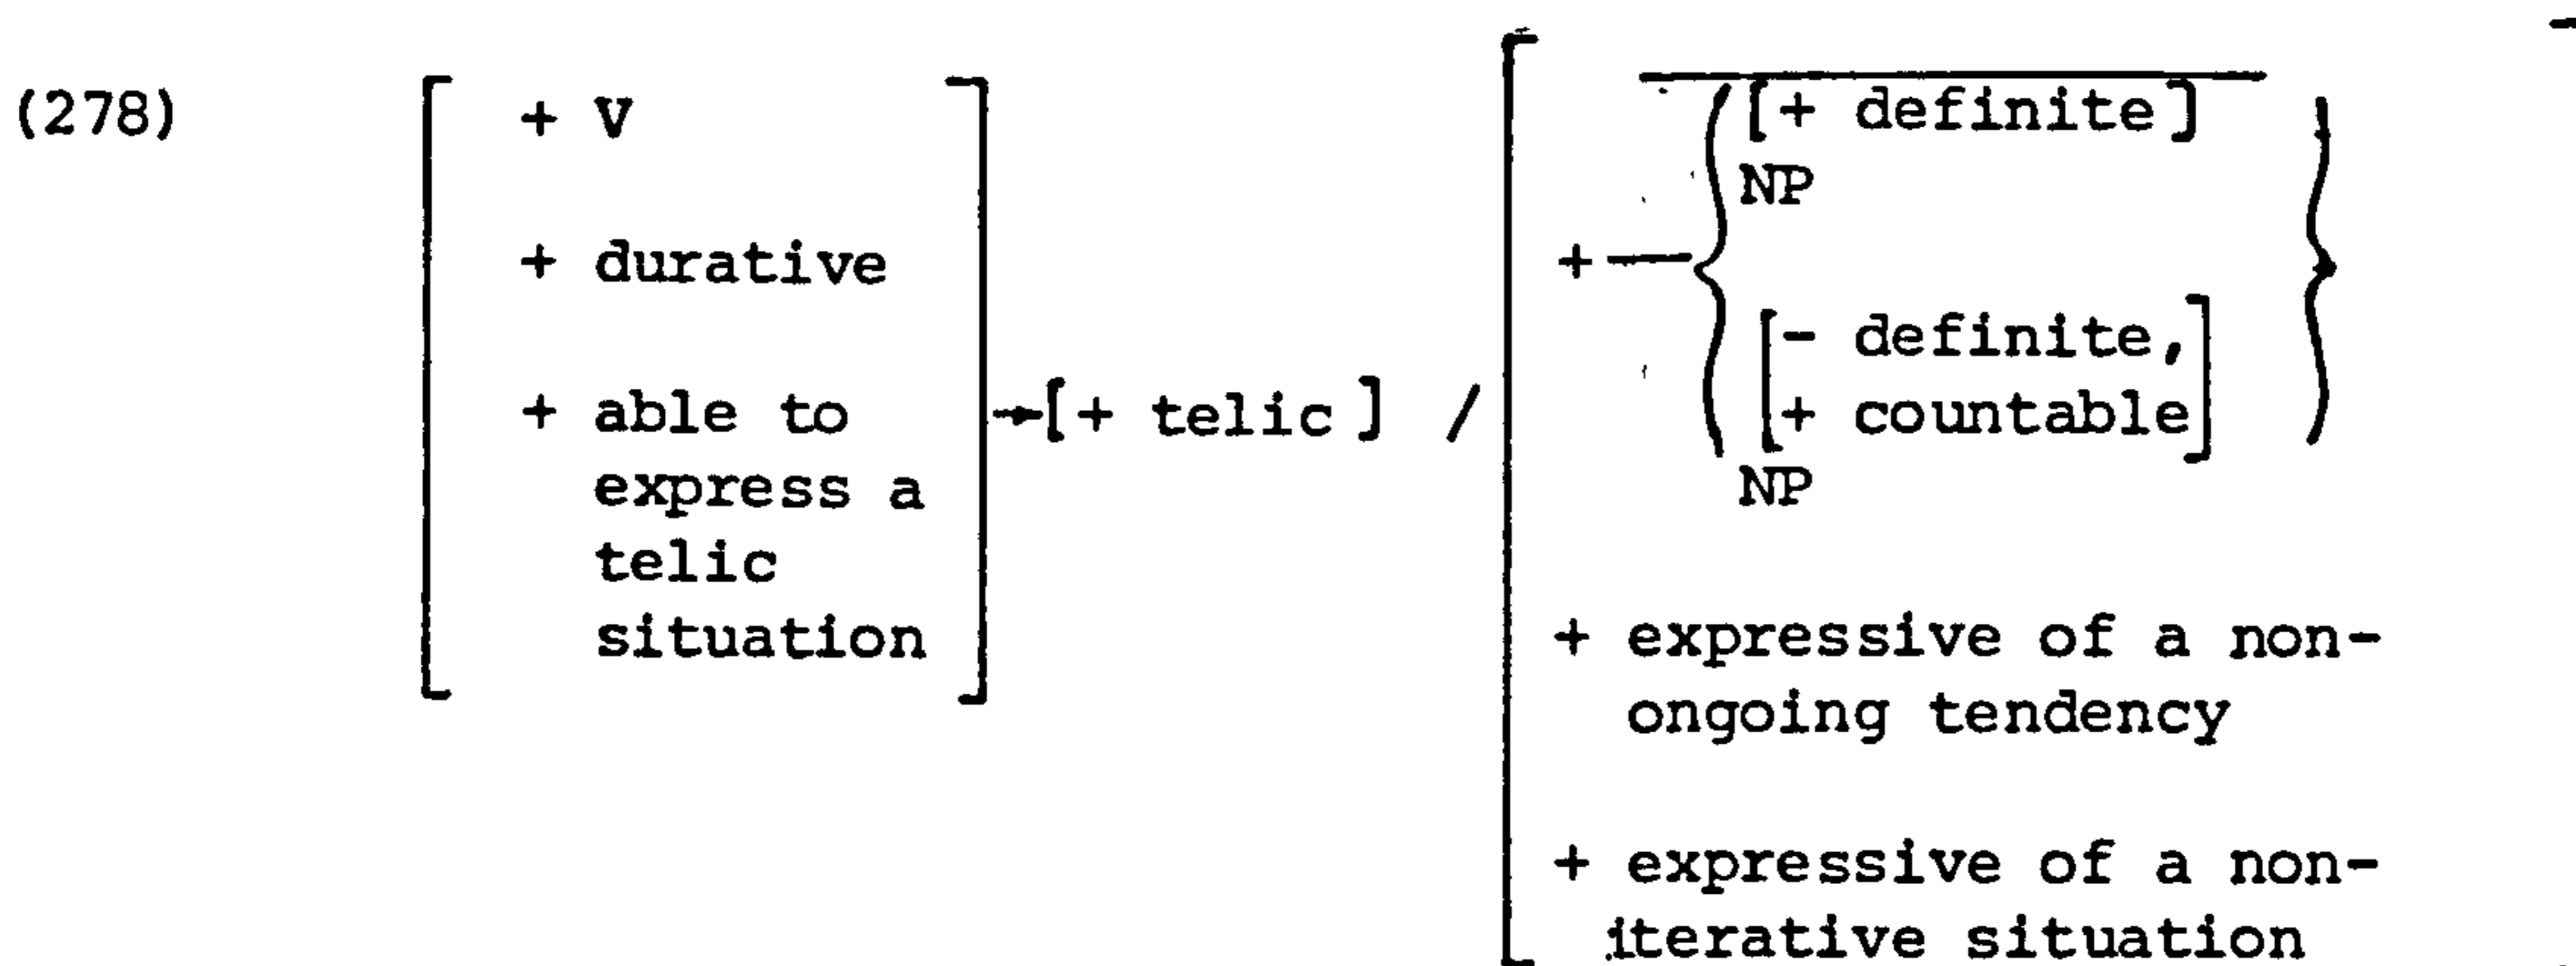 (278)
+ V
+ durative
+ able to
express a
telic
situation
→ [+ telic] /
+ — { [+ definite]
NP
[- definite,
+ countable]
NP }
+ expressive of a non-
ongoing tendency
+ expressive of a non-
iterative situation